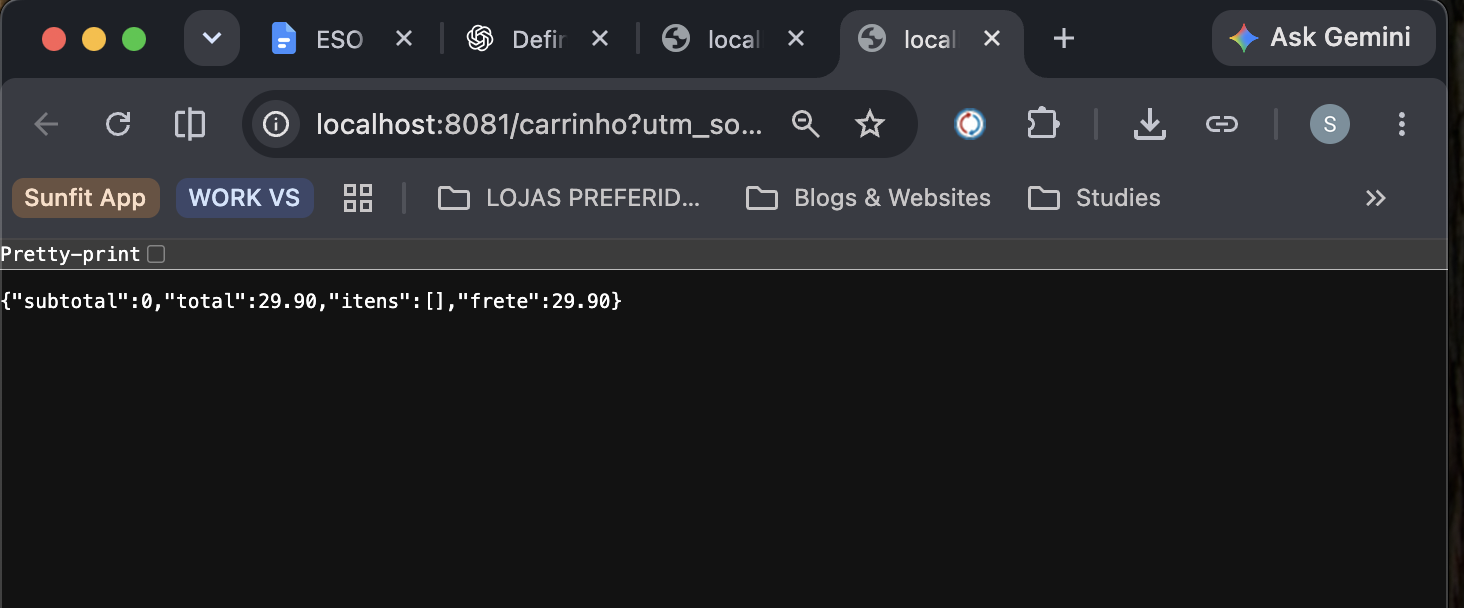 ESO
Defin
local
local
Ask Gemini
localhost:8081/carrinho?utm_so...
S
Sunfit App
WORK VS
LOJAS PREFERID...
Blogs & Websites
Studies
Pretty-print
{"subtotal":0,"total":29.90,"itens":[],"frete":29.90}